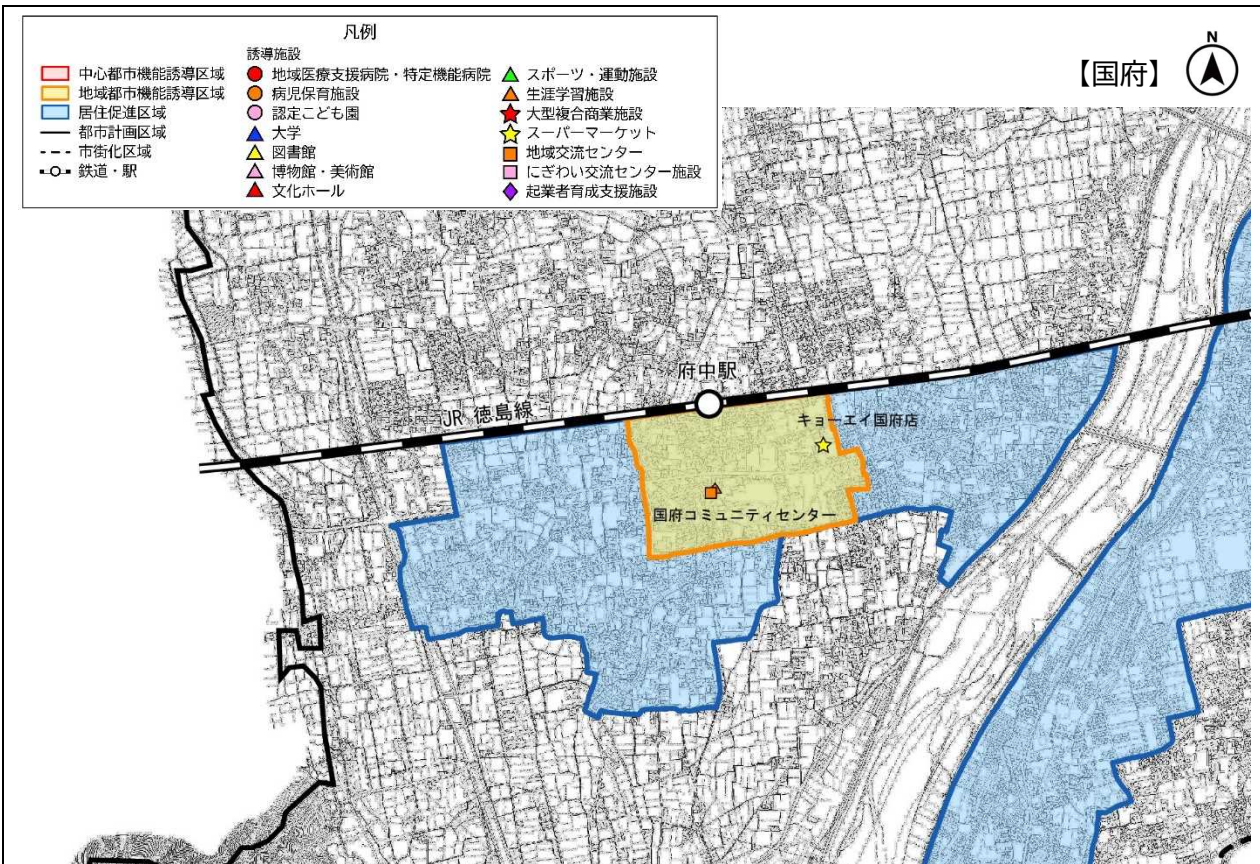 凡例
中心都市機能誘導区域
地域都市機能誘導区域
居住促進区域
都市計画区域
市街化区域
鉄道・駅
誘導施設
地域医療支援病院・特定機能病院
病児保育施設
認定こども園
大学
図書館
博物館・美術館
文化ホール
スポーツ・運動施設
生涯学習施設
大型複合商業施設
スーパーマーケット
地域交流センター
にぎわい交流センター施設
起業者育成支援施設
【国府】
N
府中駅
JR 徳島線
キョーエイ国府店
国府コミュニティセンター